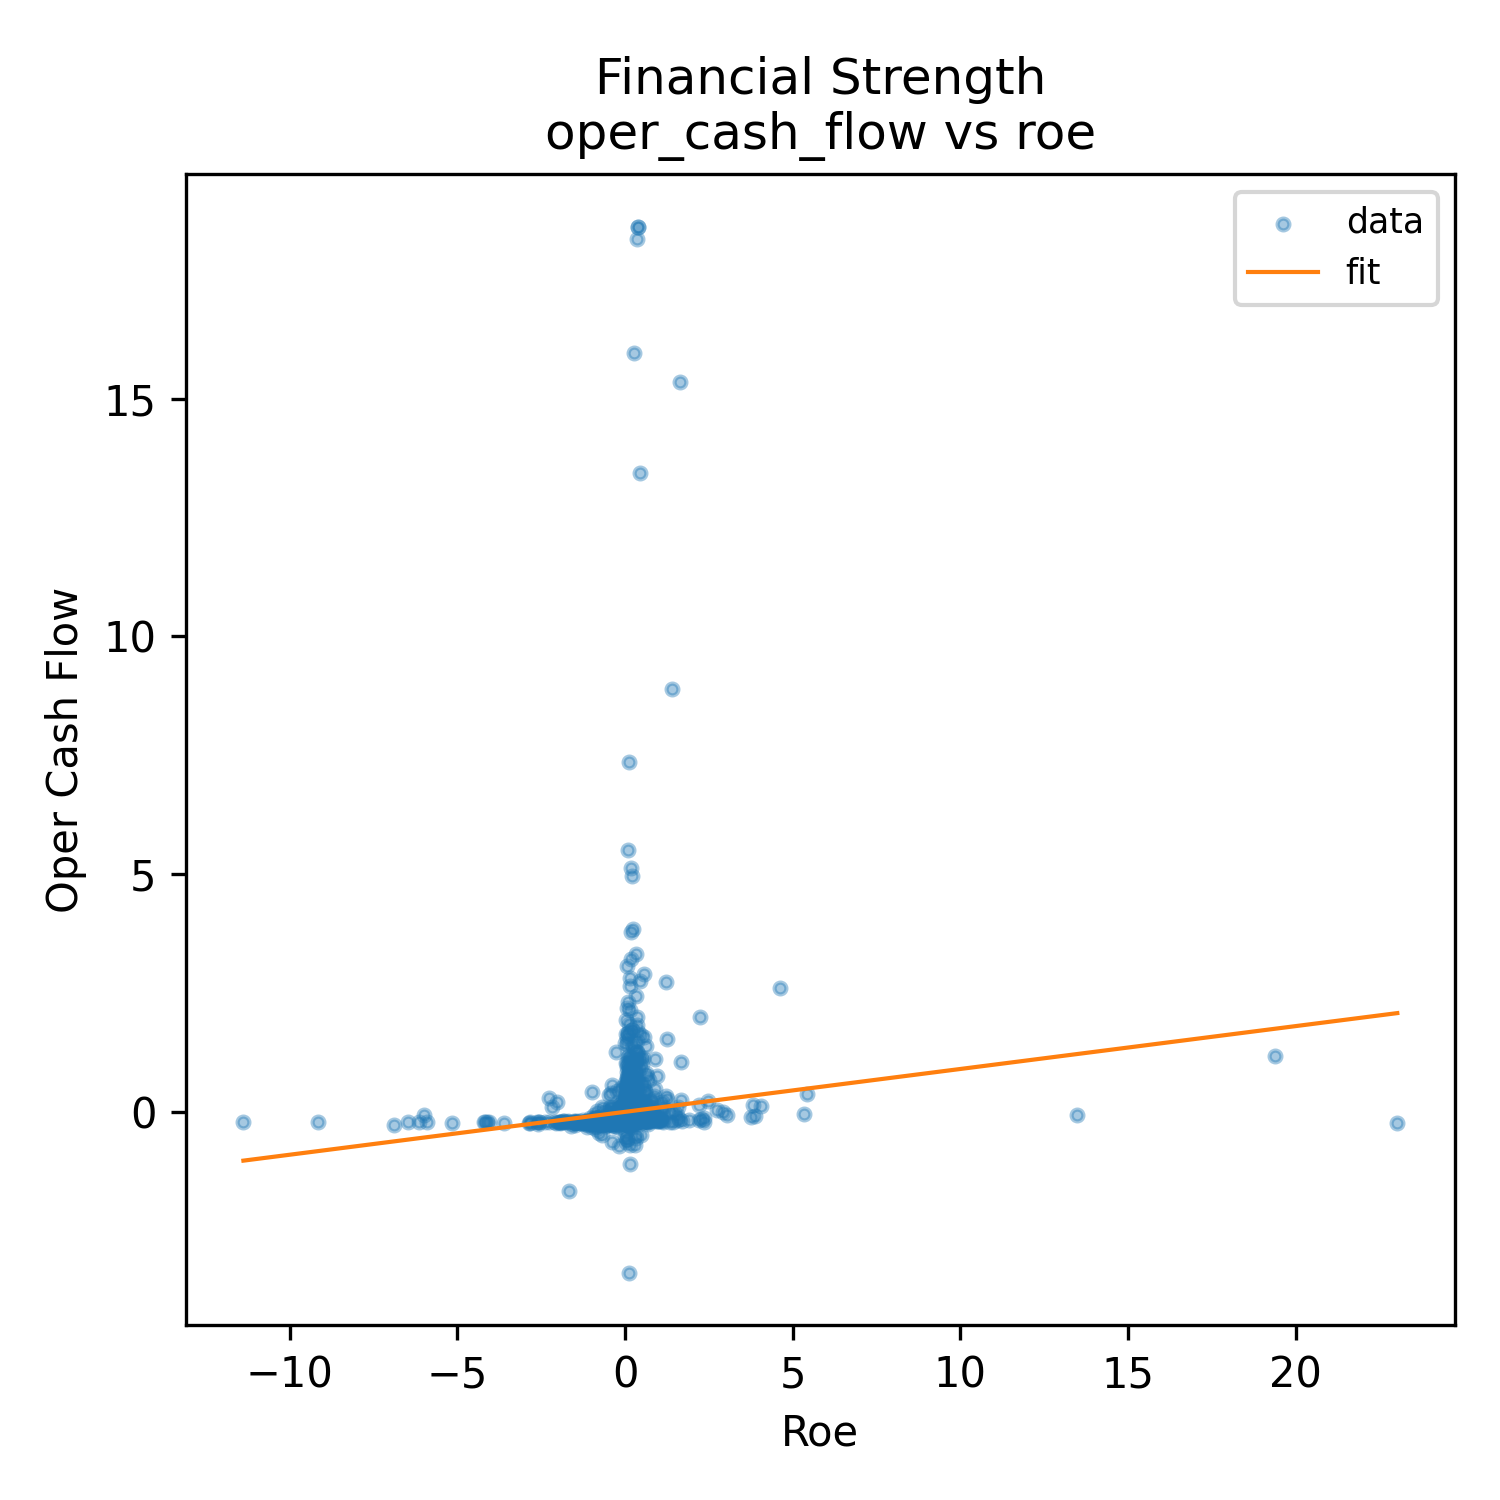 Financial Strength
oper_cash_flow vs roe
data
fit
15
10
5
0
Oper Cash Flow
−10
−5
0
5
10
15
20
Roe